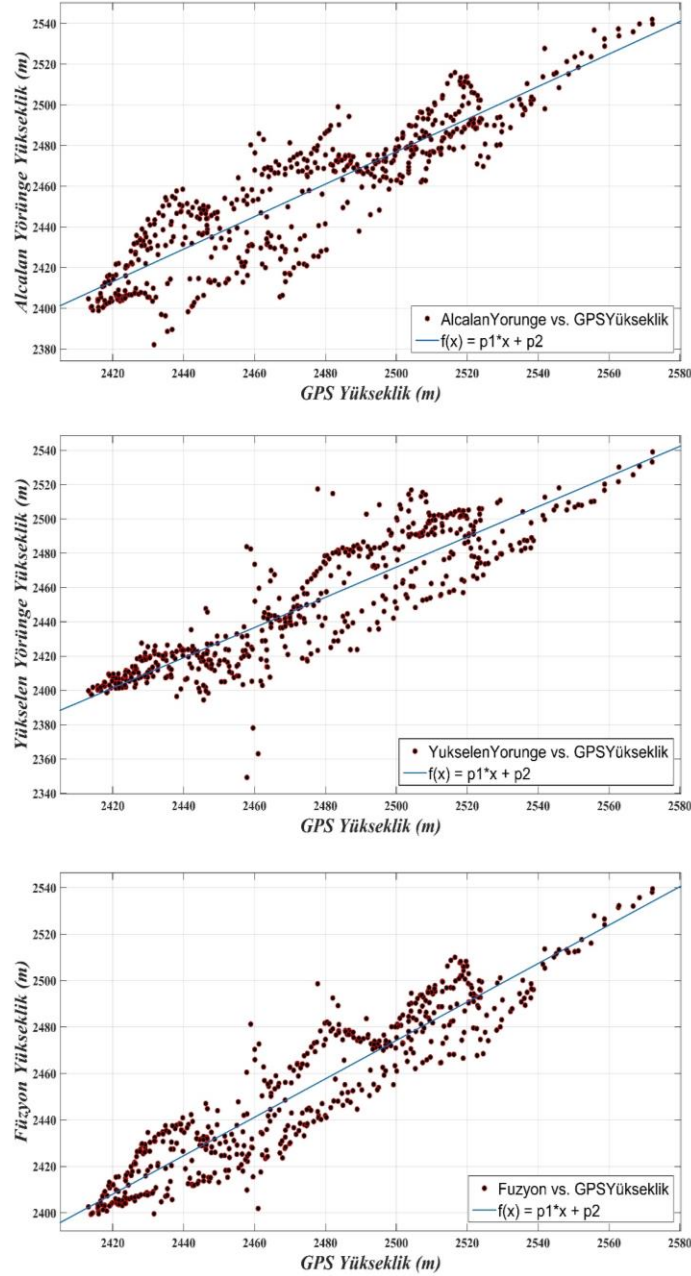 2540
2520
2500
2480
2460
2440
2420
2400
2380
Alcalan Yörünge Yükseklik (m)
AlcalanYorunge vs. GPSYükseklik
f(x) = p1*x + p2
2420 2440 2460 2480 2500 2520 2540 2560 2580
GPS Yükseklik (m)
2540
2520
2500
2480
2460
2440
2420
2400
2380
2360
2340
Yükselen Yörünge Yükseklik (m)
YukselenYorunge vs. GPSYükseklik
f(x) = p1*x + p2
2420 2440 2460 2480 2500 2520 2540 2560 2580
GPS Yükseklik (m)
2540
2520
2500
2480
2460
2440
2420
2400
Füzyon Yükseklik (m)
Fuzyon vs. GPSYükseklik
f(x) = p1*x + p2
2420 2440 2460 2480 2500 2520 2540 2560 2580
GPS Yükseklik (m)